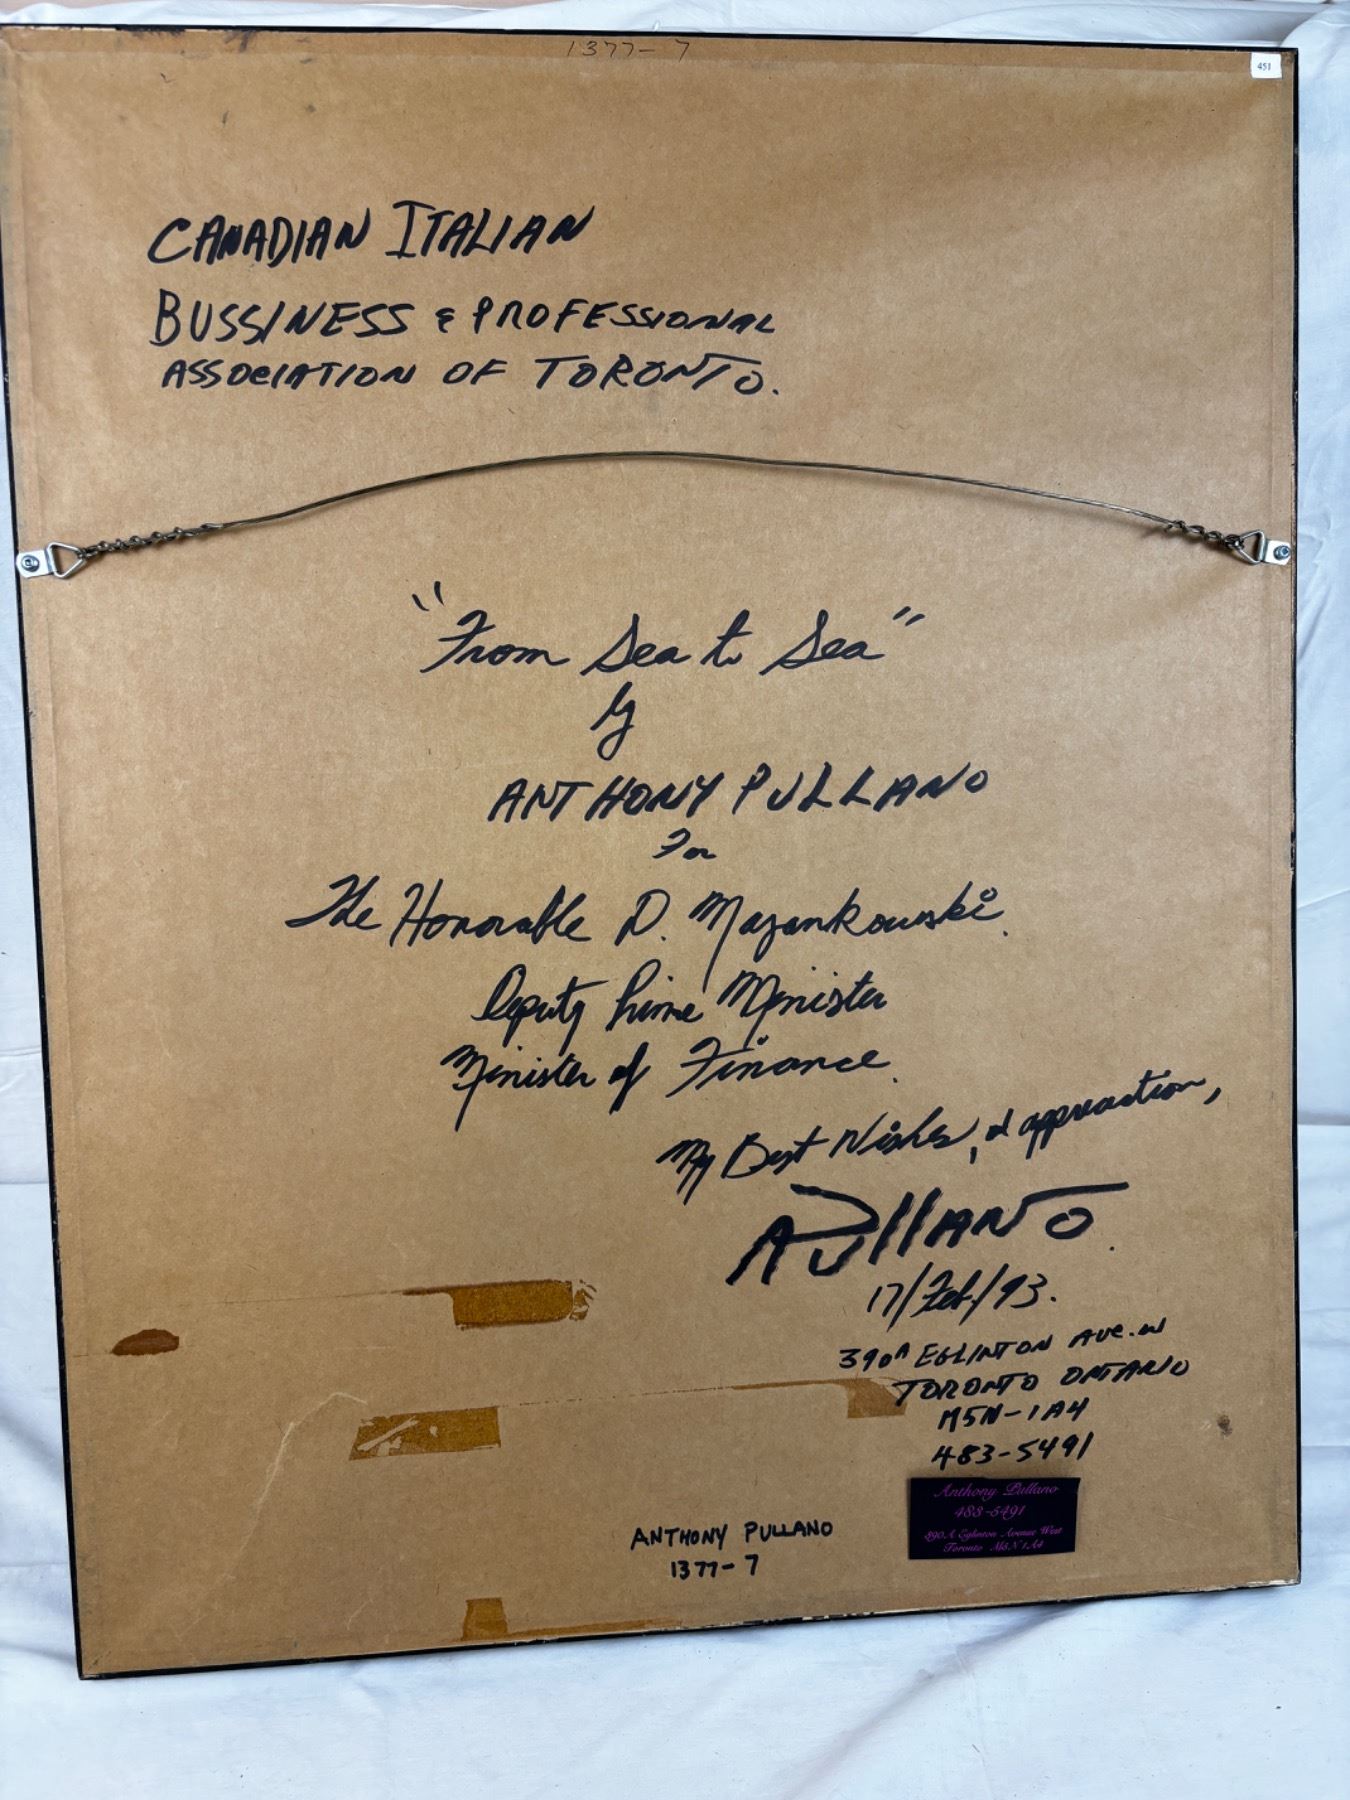 1377-7
451
CANADIAN ITALIAN
BUSSINESS & PROFESSIONAL
ASSOCIATION OF TORONTO.
"From Sea to Sea"
by
ANTHONY PULLANO
For
The Honorable D. Mazankowski.
Deputy Prime Minister
Minister of Finance.
My Best Wishes, & appreciation,
A PUllANO.
17/Feb./93.
390A EGLINTON AVE. W
TORONTO ONTARIO
M5N-1A4
483-5491
Anthony Pullano
483-5491
390A Eglinton Avenue West
Toronto M5N 1A4
ANTHONY PULLANO
1377-7